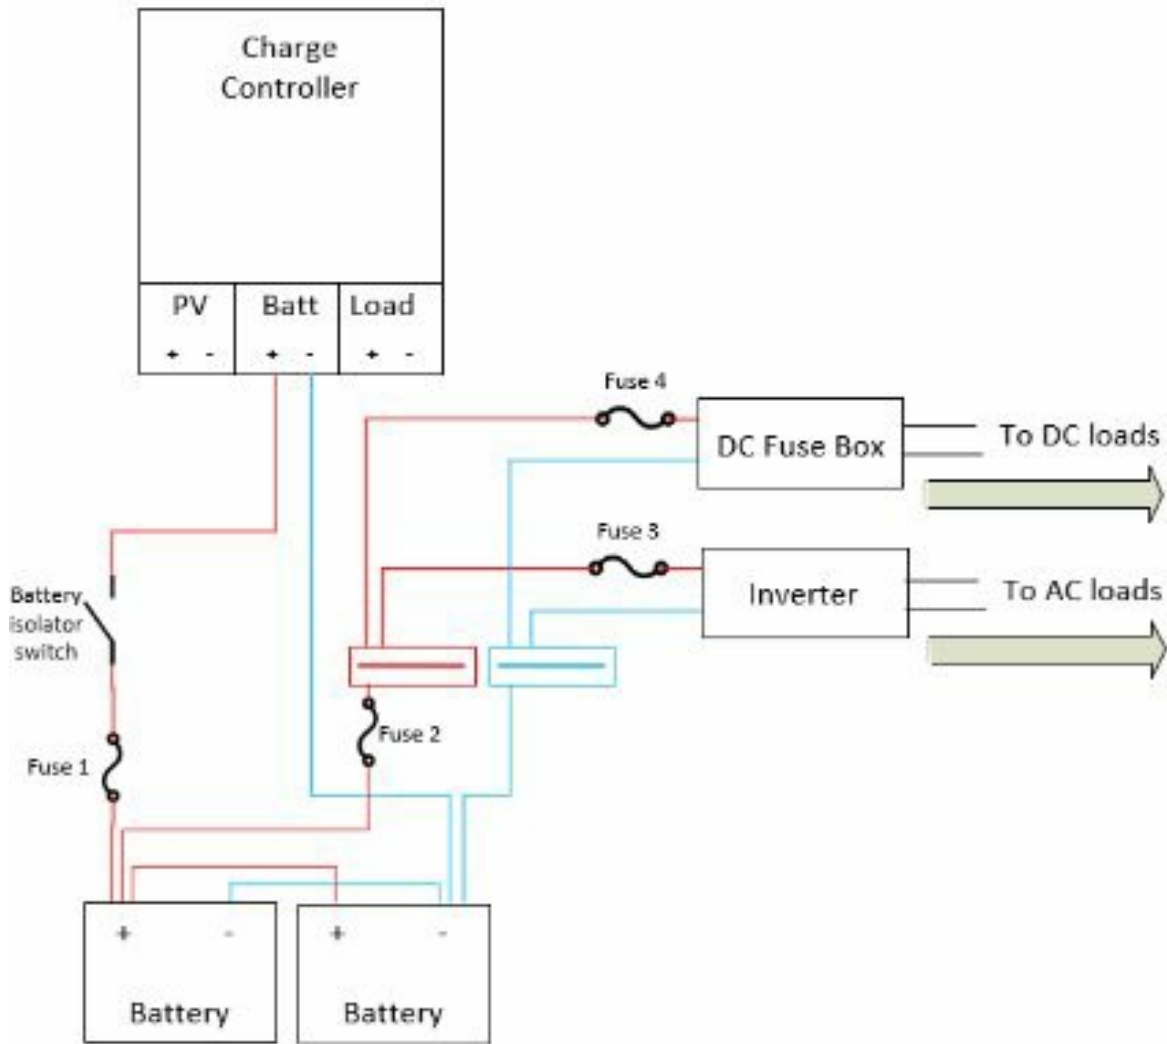 Charge
Controller
PV Batt Load
+ - + - + -
Fuse 4
DC Fuse Box
To DC loads
Fuse 3
Inverter
To AC loads
Battery
isolator
switch
Fuse 2
Fuse 1
+ - + -
Battery Battery